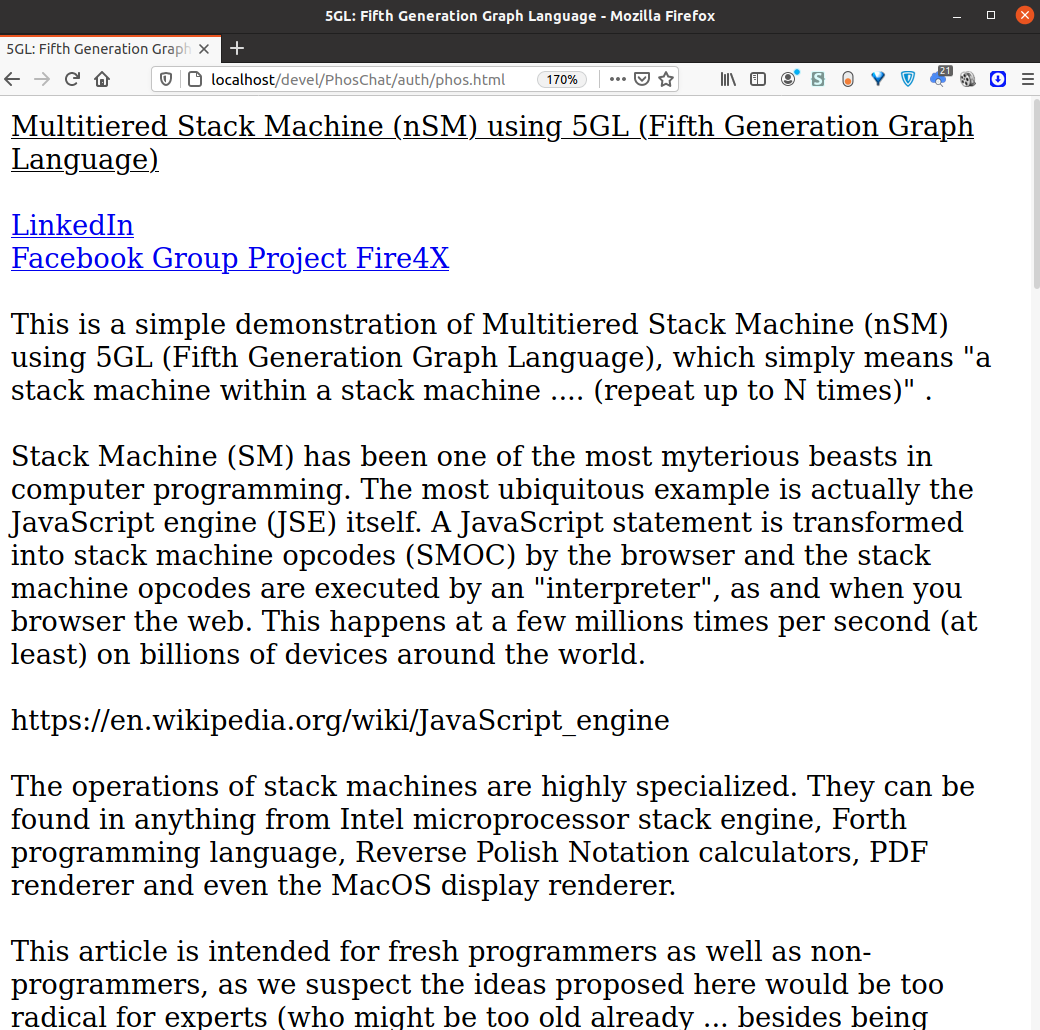 5GL: Fifth Generation Graph Language - Mozilla Firefox
5GL: Fifth Generation Graph
localhost/devel/PhosChat/auth/phos.html
170%
21
Multitiered Stack Machine (nSM) using 5GL (Fifth Generation Graph
Language)
LinkedIn
Facebook Group Project Fire4X
This is a simple demonstration of Multitiered Stack Machine (nSM)
using 5GL (Fifth Generation Graph Language), which simply means "a
stack machine within a stack machine .... (repeat up to N times)" .
Stack Machine (SM) has been one of the most myterious beasts in
computer programming. The most ubiquitous example is actually the
JavaScript engine (JSE) itself. A JavaScript statement is transformed
into stack machine opcodes (SMOC) by the browser and the stack
machine opcodes are executed by an "interpreter", as and when you
browser the web. This happens at a few millions times per second (at
least) on billions of devices around the world.
https://en.wikipedia.org/wiki/JavaScript_engine
The operations of stack machines are highly specialized. They can be
found in anything from Intel microprocessor stack engine, Forth
programming language, Reverse Polish Notation calculators, PDF
renderer and even the MacOS display renderer.
This article is intended for fresh programmers as well as non-
programmers, as we suspect the ideas proposed here would be too
radical for experts (who might be too old already ... besides being